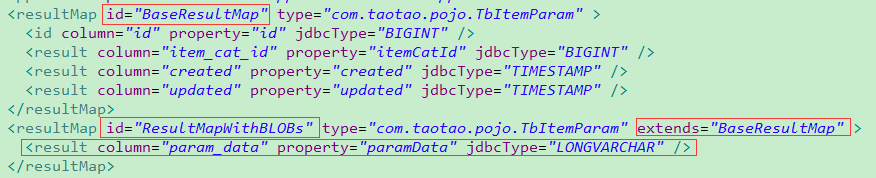 <resultMap id="BaseResultMap" type="com.taotao.pojo.TbItemParam" >
<id column="id" property="id" jdbcType="BIGINT" />
<result column="item_cat_id" property="itemCatId" jdbcType="BIGINT" />
<result column="created" property="created" jdbcType="TIMESTAMP" />
<result column="updated" property="updated" jdbcType="TIMESTAMP" />
</resultMap>
<resultMap id="ResultMapWithBLOBs" type="com.taotao.pojo.TbItemParam" extends="BaseResultMap" >
<result column="param_data" property="paramData" jdbcType="LONGVARCHAR" />
</resultMap>